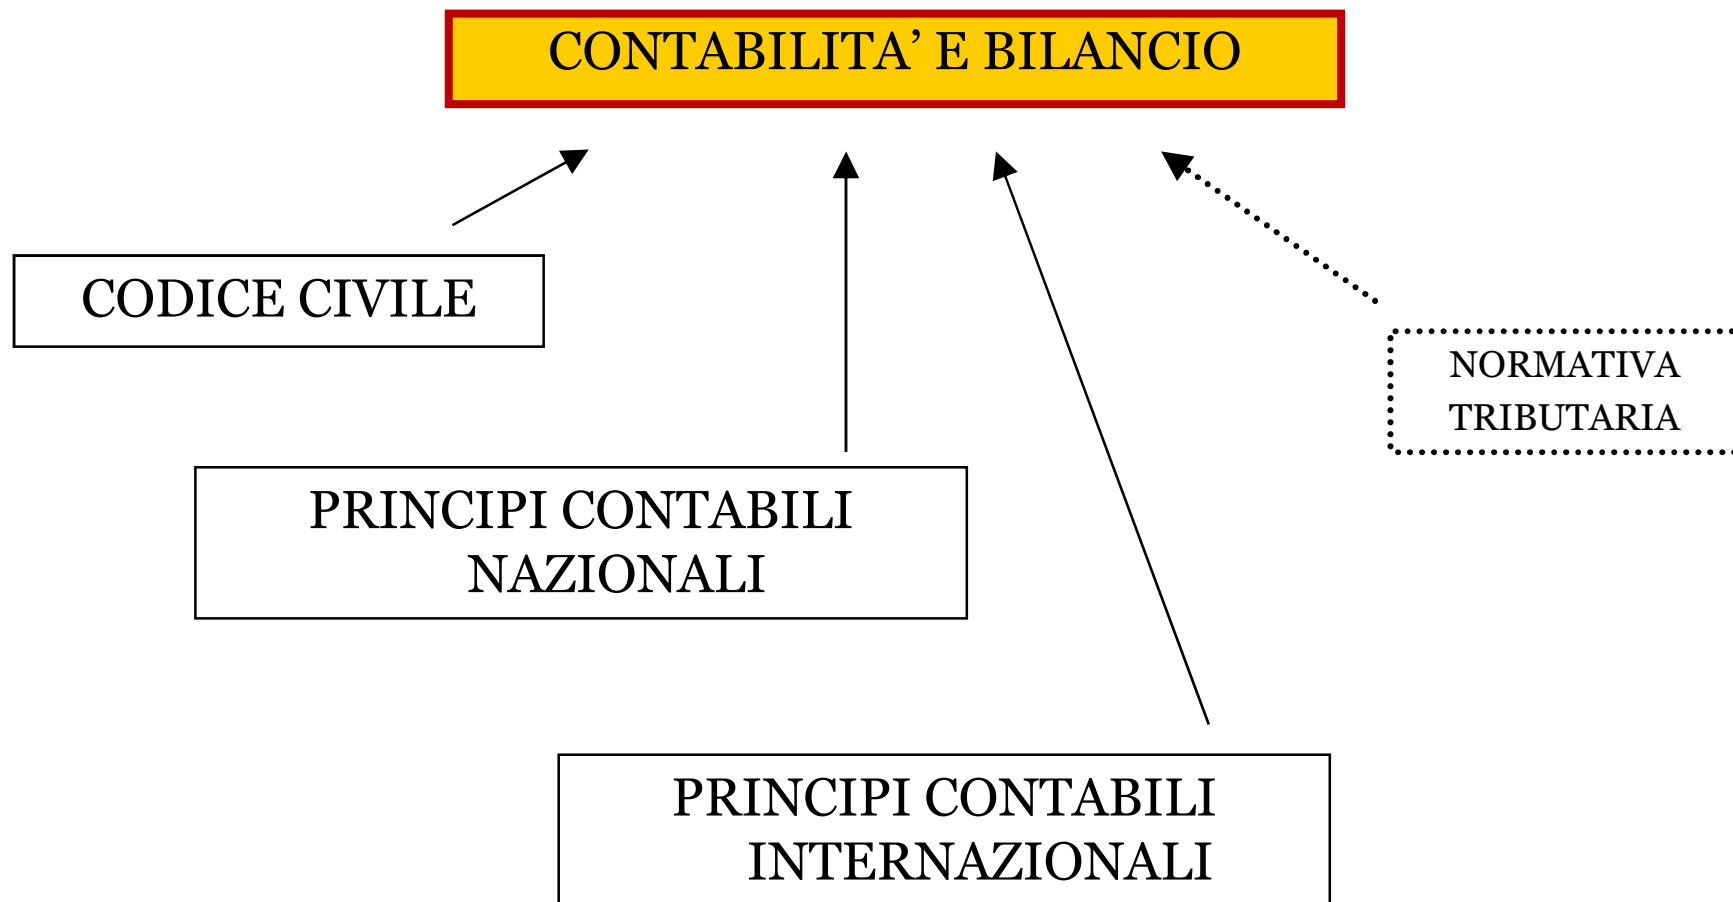 CONTABILITA’ E BILANCIO
CODICE CIVILE
NORMATIVA
TRIBUTARIA
PRINCIPI CONTABILI
NAZIONALI
PRINCIPI CONTABILI
INTERNAZIONALI